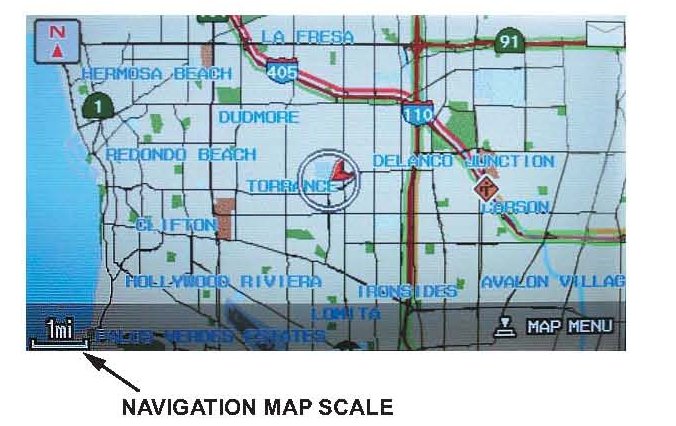 N
LA FRESA
91
405
HERMOSA BEACH
1
DUDMORE
110
REDONDO BEACH
DELANCO JUNCTION
TORRANCE
CARSON
CLIFTON
HOLLYWOOD RIVIERA
IRONSIDES
AVALON VILLAG
LOMITA
1mi
PALOS VERDES ESTATES
MAP MENU
NAVIGATION MAP SCALE